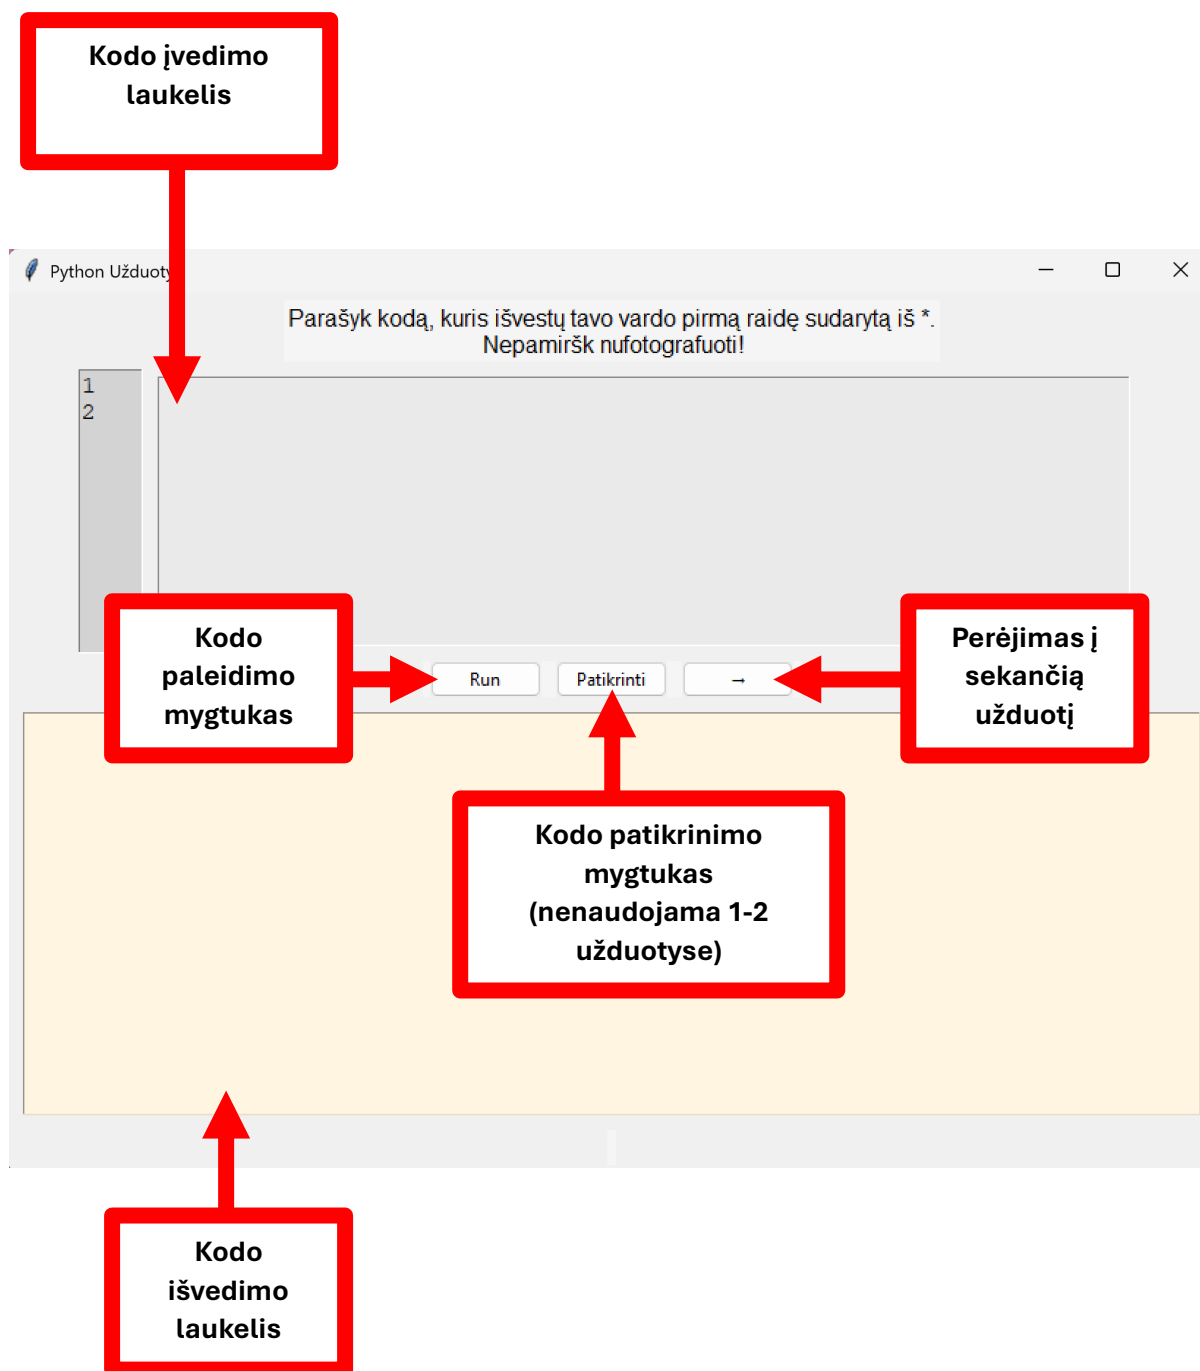 Kodo įvedimo
laukelis
Python Užduoty
Parašyk kodą, kuris išvestų tavo vardo pirmą raidę sudarytą iš *.
Nepamiršk nufotografuoti!
1
2
Kodo
paleidimo
mygtukas
Run
Patikrinti
→
Perėjimas į
sekančią
užduotį
Kodo patikrinimo
mygtukas
(nenaudojama 1-2
užduotyse)
Kodo
išvedimo
laukelis